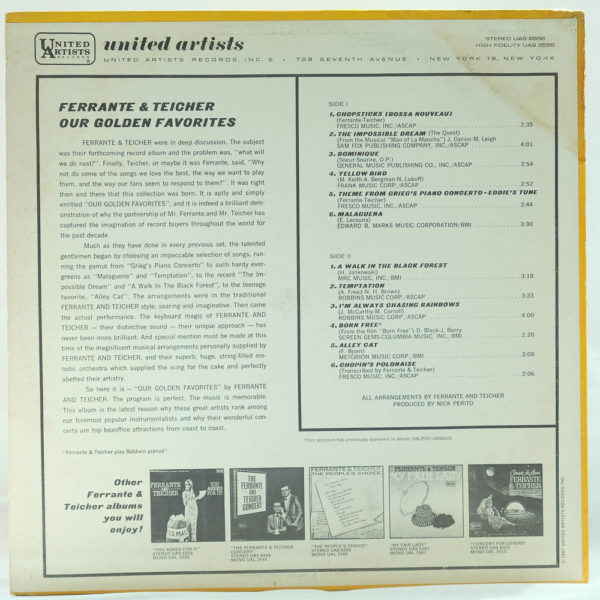 UNITED
ARTISTS
RECORDS
united artists
UNITED ARTISTS RECORDS, INC. • 729 SEVENTH AVENUE • NEW YORK 19, NEW YORK
STEREO UAS 6556
HIGH FIDELITY UAL 3556
FERRANTE & TEICHER
OUR GOLDEN FAVORITES
FERRANTE & TEICHER were in deep discussion. The subject
was their forthcoming record album and the problem was, "what will
we do next?". Finally, Teicher, or maybe it was Ferrante, said, "Why
not do some of the songs we love the best, the way we want to play
them, and the way our fans seem to respond to them?". It was right
then and there that this collection was born. It is aptly and simply
entitled "OUR GOLDEN FAVORITES", and it is indeed a brilliant dem-
onstration of why the partnership of Mr. Ferrante and Mr. Teicher has
captured the imagination of record buyers throughout the world for
the past decade.
Much as they have done in every previous set, the talented
gentlemen began by choosing an impeccable selection of songs, run-
ning the gamut from "Grieg's Piano Concerto" to such hardy ever-
greens as "Malaguena" and "Temptation", to the recent "The Im-
possible Dream" and "A Walk In The Black Forest", to the teenage
favorite, "Alley Cat". The arrangements were in the traditional
FERRANTE AND TEICHER style, soaring and imaginative. Then came
the actual performance. The keyboard magic of FERRANTE AND
TEICHER — their distinctive sound — their unique approach — has
never been more brilliant. And special mention must be made at this
time of the magnificent musical arrangements personally supplied by
FERRANTE AND TEICHER, and their superb, huge, string-filled me-
lodic orchestra which supplied the icing for the cake and perfectly
abetted their artistry.
So here it is — "OUR GOLDEN FAVORITES" by FERRANTE
AND TEICHER. The program is perfect. The music is memorable.
This album is the latest reason why these great artists rank among
our foremost popular instrumentalists and why their wonderful con-
certs are top boxoffice attractions from coast to coast.
"Ferrante & Teicher play Baldwin pianos"
SIDE I
1. CHOPSTICKS (BOSSA NOUVEAU)
(Ferrante-Teicher)
FRESCO MUSIC, INC./ASCAP 2:35
2. THE IMPOSSIBLE DREAM (The Quest)
(From the Musical "Man of La Mancha") J. Darion-M. Leigh
SAM FOX PUBLISHING COMPANY, INC./ASCAP 4:01
3. DOMINIQUE
(Soeur-Sourire, O.P.)
GENERAL MUSIC PUBLISHING CO., INC./ASCAP 2:54
4. YELLOW BIRD
(M. Keith-A. Bergman-N. Luboff)
FRANK MUSIC CORP./ASCAP 2:52
5. THEME FROM GRIEG'S PIANO CONCERTO-EDDIE'S TUNE
(Ferrante-Teicher)
FRESCO MUSIC, INC./ASCAP 2:44
6. MALAGUENA
(E. Lecouna)
EDWARD B. MARKS MUSIC CORPORATION/BMI 3:30
SIDE II
1. A WALK IN THE BLACK FOREST
(H. Jankowski)
MRC MUSIC, INC./BMI 3:18
2. TEMPTATION
(A. Freed-N. H. Brown)
ROBBINS MUSIC CORP./ASCAP 3:33
3. I'M ALWAYS CHASING RAINBOWS
(J. McCarthy-M. Carroll)
ROBBINS MUSIC CORP./ASCAP 4:00
4. BORN FREE*
(From the film "Born Free") D. Black-J. Barry
SCREEN GEMS-COLUMBIA MUSIC, INC./BMI 2:20
5. ALLEY CAT
(F. Bjorn)
METORION MUSIC CORP./BMI 3:00
6. CHOPIN'S POLONAISE
(Transcribed by Ferrante & Teicher)
FRESCO MUSIC, INC./ASCAP 2:06
ALL ARRANGEMENTS BY FERRANTE AND TEICHER
PRODUCED BY NICK PERITO
*This selection has previously appeared in album
Other
Ferrante &
Teicher albums
you will
enjoy!
FERRANTE AND TEICHER
YOU ASKED FOR IT!
THE
FERRANTE
AND
TEICHER
CONCERT
FERRANTE & TEICHER
THE PEOPLE'S CHOICE
FERRANTE & TEICHER
MY FAIR LADY
Concert for Lovers
FERRANTE
& TEICHER
"YOU ASKED FOR IT"
"THE FERRANTE & TEICHER
CONCERT"
"THE PEOPLE'S CHOICE"
"MY FAIR LADY"
"CONCERT FOR LOVERS"